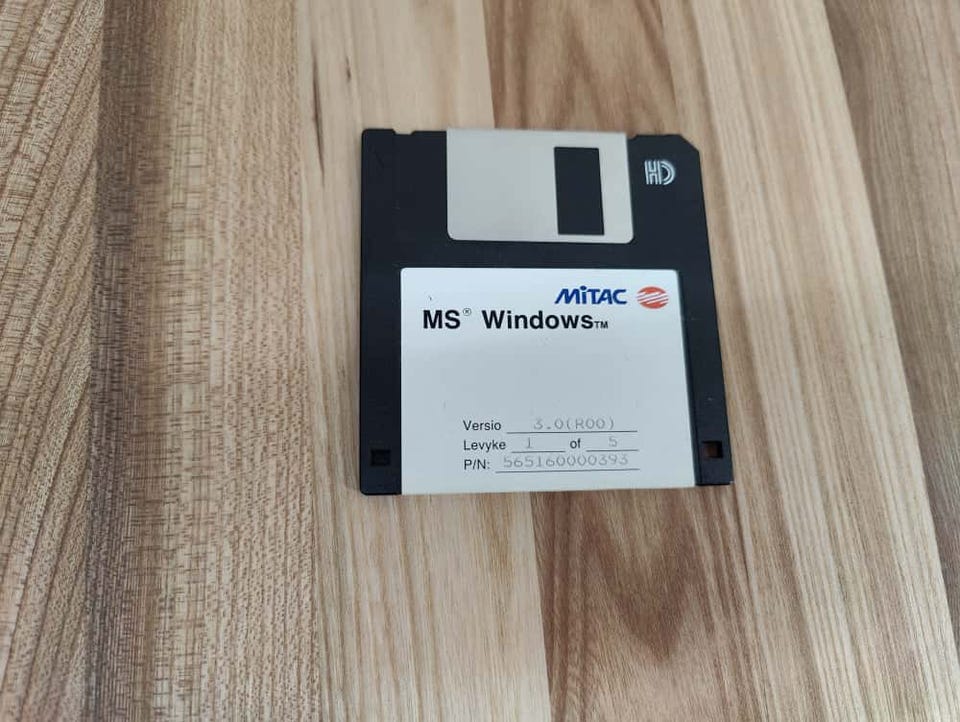 HD
MiTAC
MS® Windows™
Versio 3.0(R00)
Levyke 1 of 5
P/N: 565160000393